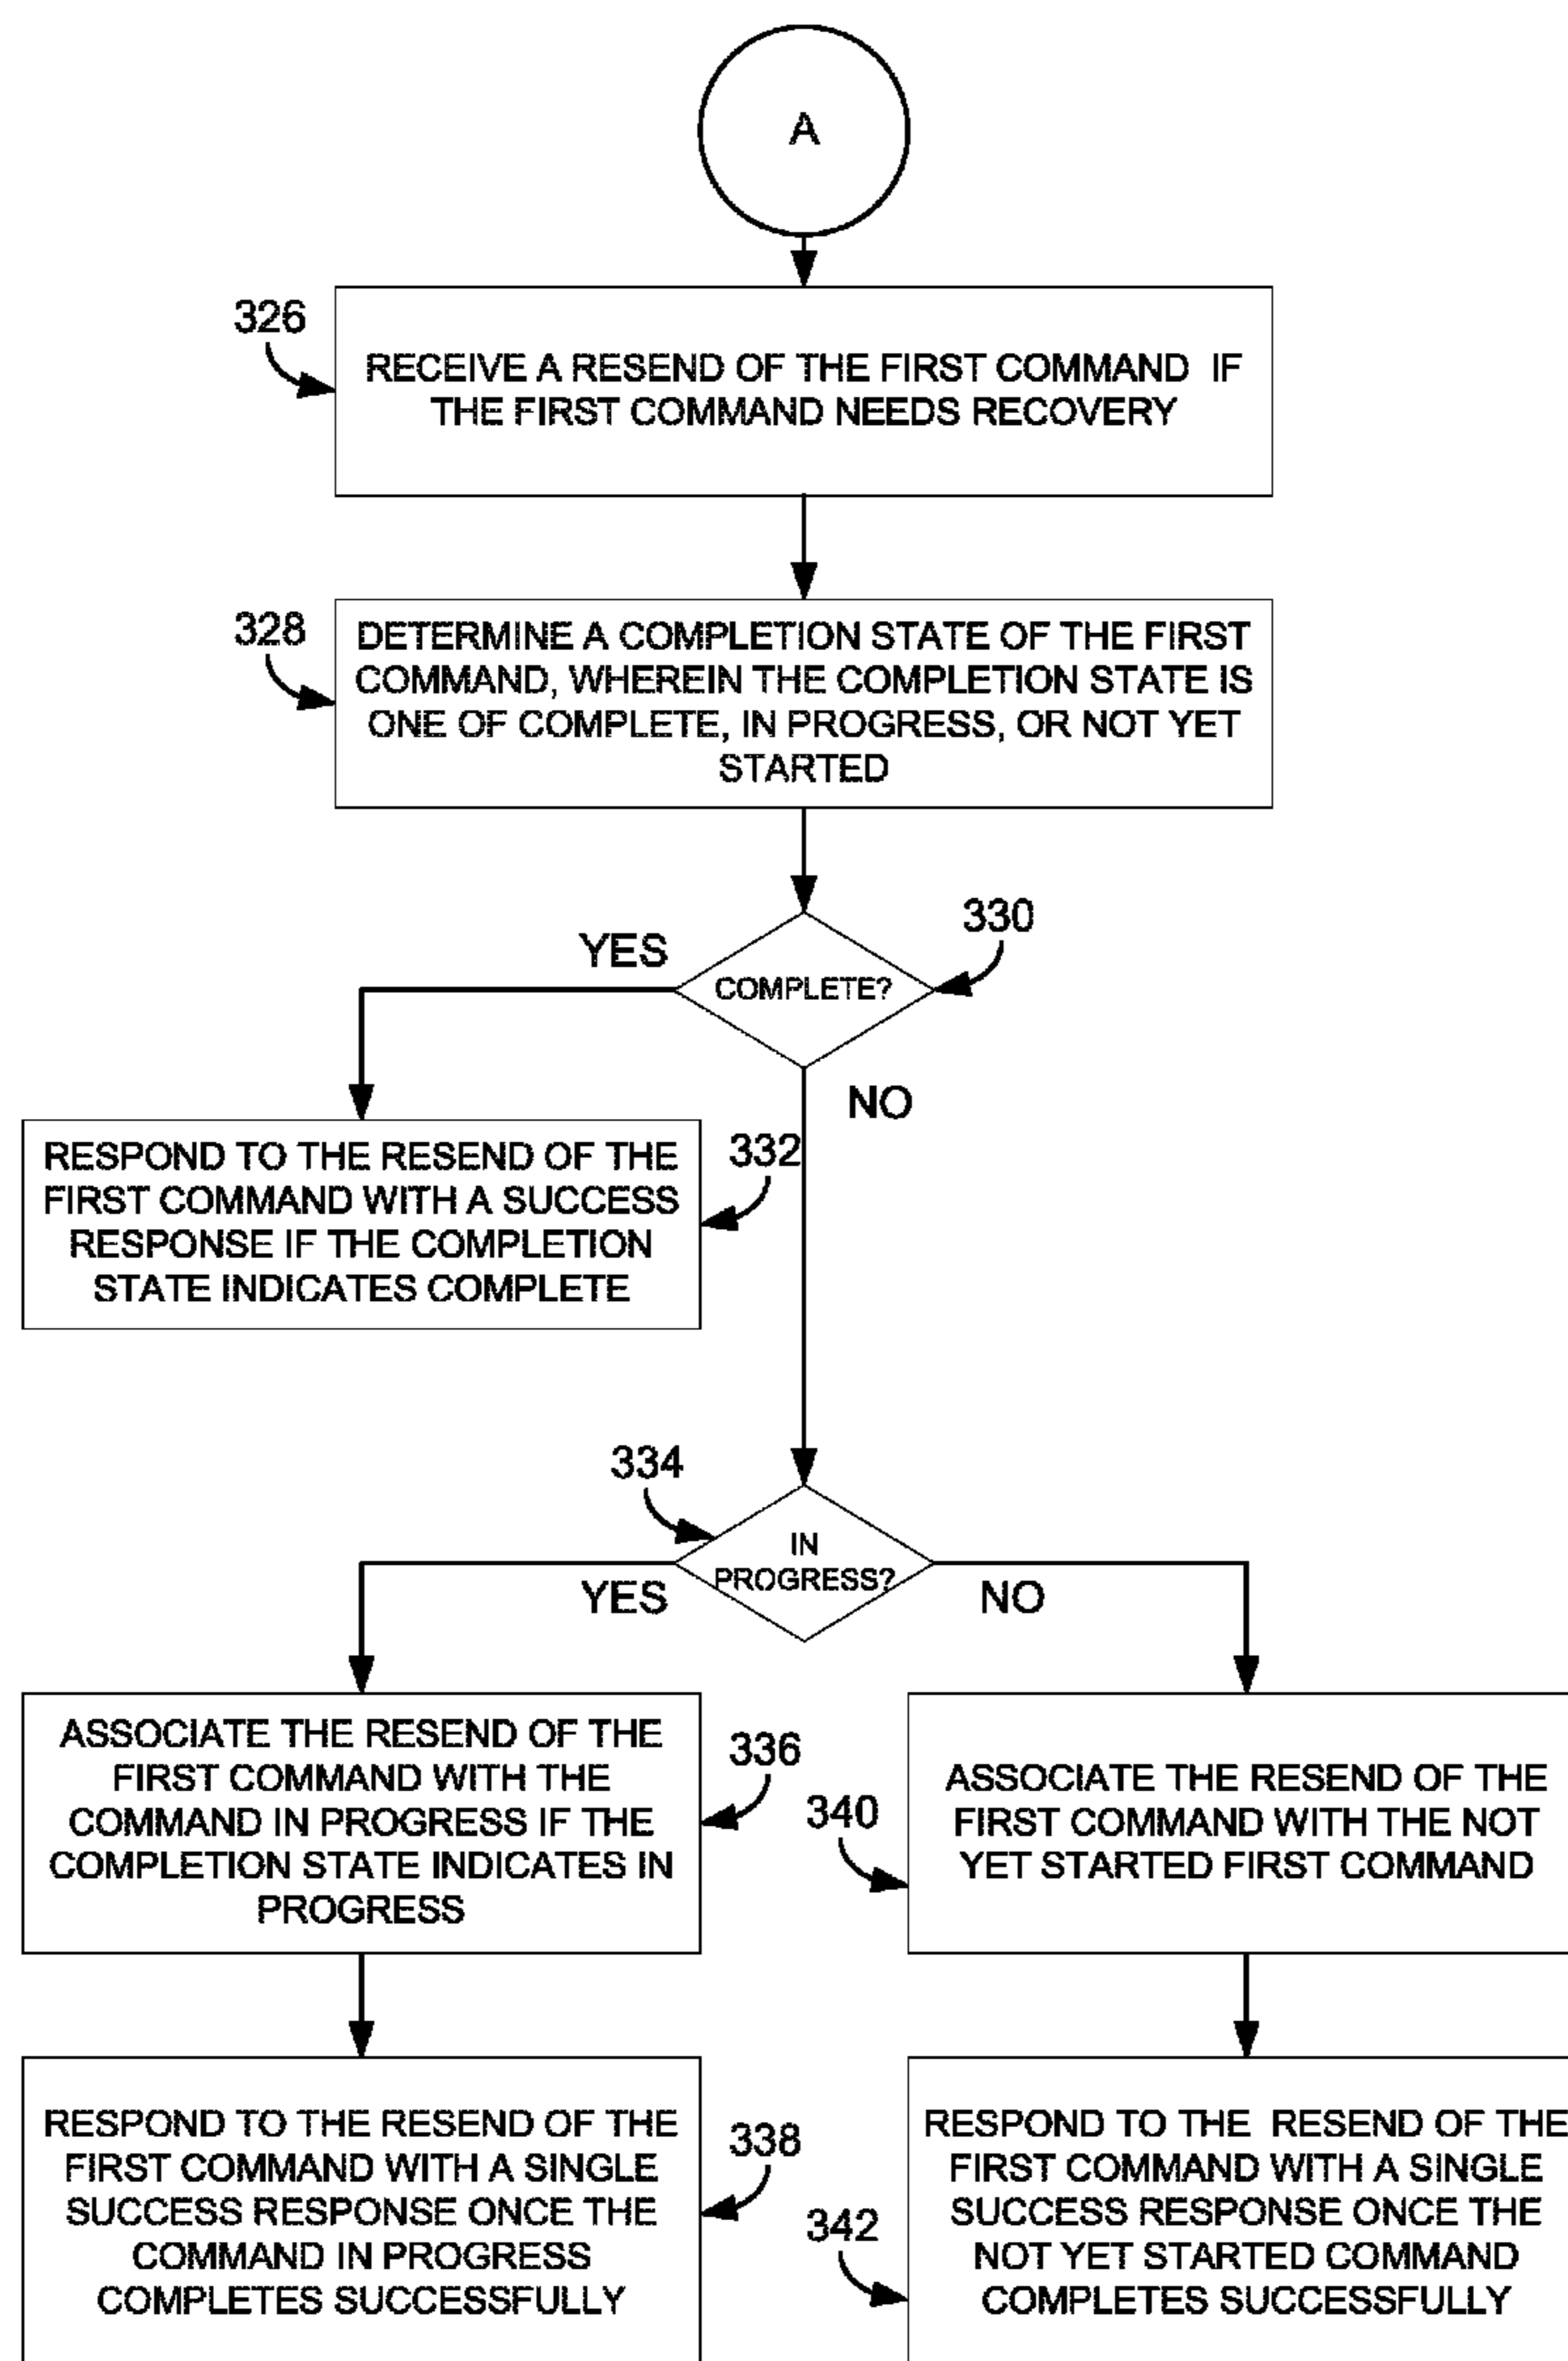 A
326
RECEIVE A RESEND OF THE FIRST COMMAND IF
THE FIRST COMMAND NEEDS RECOVERY
328
DETERMINE A COMPLETION STATE OF THE FIRST
COMMAND, WHEREIN THE COMPLETION STATE IS
ONE OF COMPLETE, IN PROGRESS, OR NOT YET
STARTED
330
YES
COMPLETE?
NO
332
RESPOND TO THE RESEND OF THE
FIRST COMMAND WITH A SUCCESS
RESPONSE IF THE COMPLETION
STATE INDICATES COMPLETE
334
IN
PROGRESS?
YES
NO
ASSOCIATE THE RESEND OF THE
FIRST COMMAND WITH THE
COMMAND IN PROGRESS IF THE
COMPLETION STATE INDICATES IN
PROGRESS
336
340
ASSOCIATE THE RESEND OF THE
FIRST COMMAND WITH THE NOT
YET STARTED FIRST COMMAND
RESPOND TO THE RESEND OF THE
FIRST COMMAND WITH A SINGLE
SUCCESS RESPONSE ONCE THE
COMMAND IN PROGRESS
COMPLETES SUCCESSFULLY
338
342
RESPOND TO THE RESEND OF THE
FIRST COMMAND WITH A SINGLE
SUCCESS RESPONSE ONCE THE
NOT YET STARTED COMMAND
COMPLETES SUCCESSFULLY